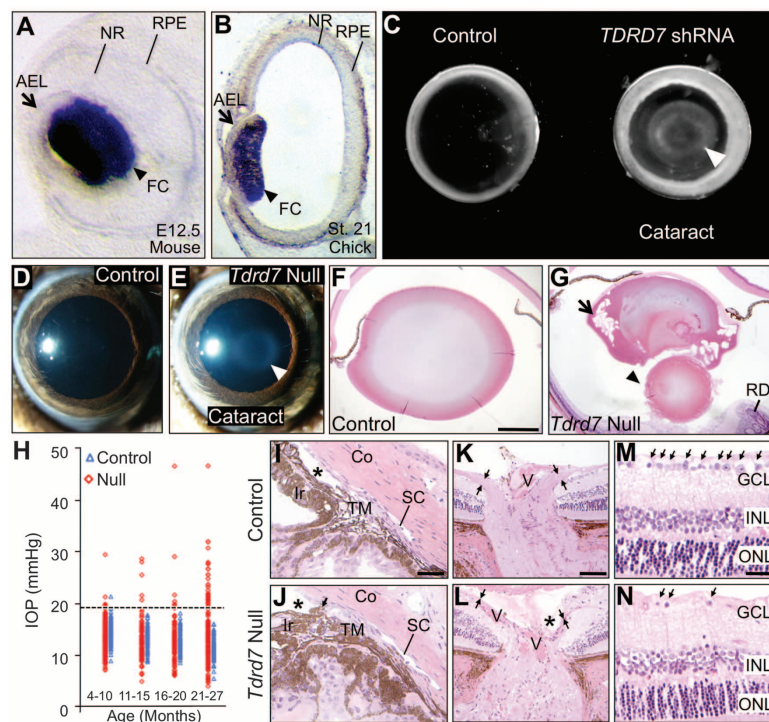 A
NR
RPE
AEL
FC
E12.5
Mouse
B
NR
RPE
AEL
FC
St. 21
Chick
C
Control
TDRD7 shRNA
Cataract
D
Control
E
Tdrd7 Null
Cataract
F
Control
G
RD
Tdrd7 Null
H
50
40
30
20
10
0
IOP (mmHg)
Control
Null
4-10 11-15 16-20 21-27
Age (Months)
Control
I
Co
*
Ir
TM
SC
K
V
M
GCL
INL
ONL
Tdrd7 Null
J
Co
*
Ir
TM
SC
L
V
V
*
N
GCL
INL
ONL